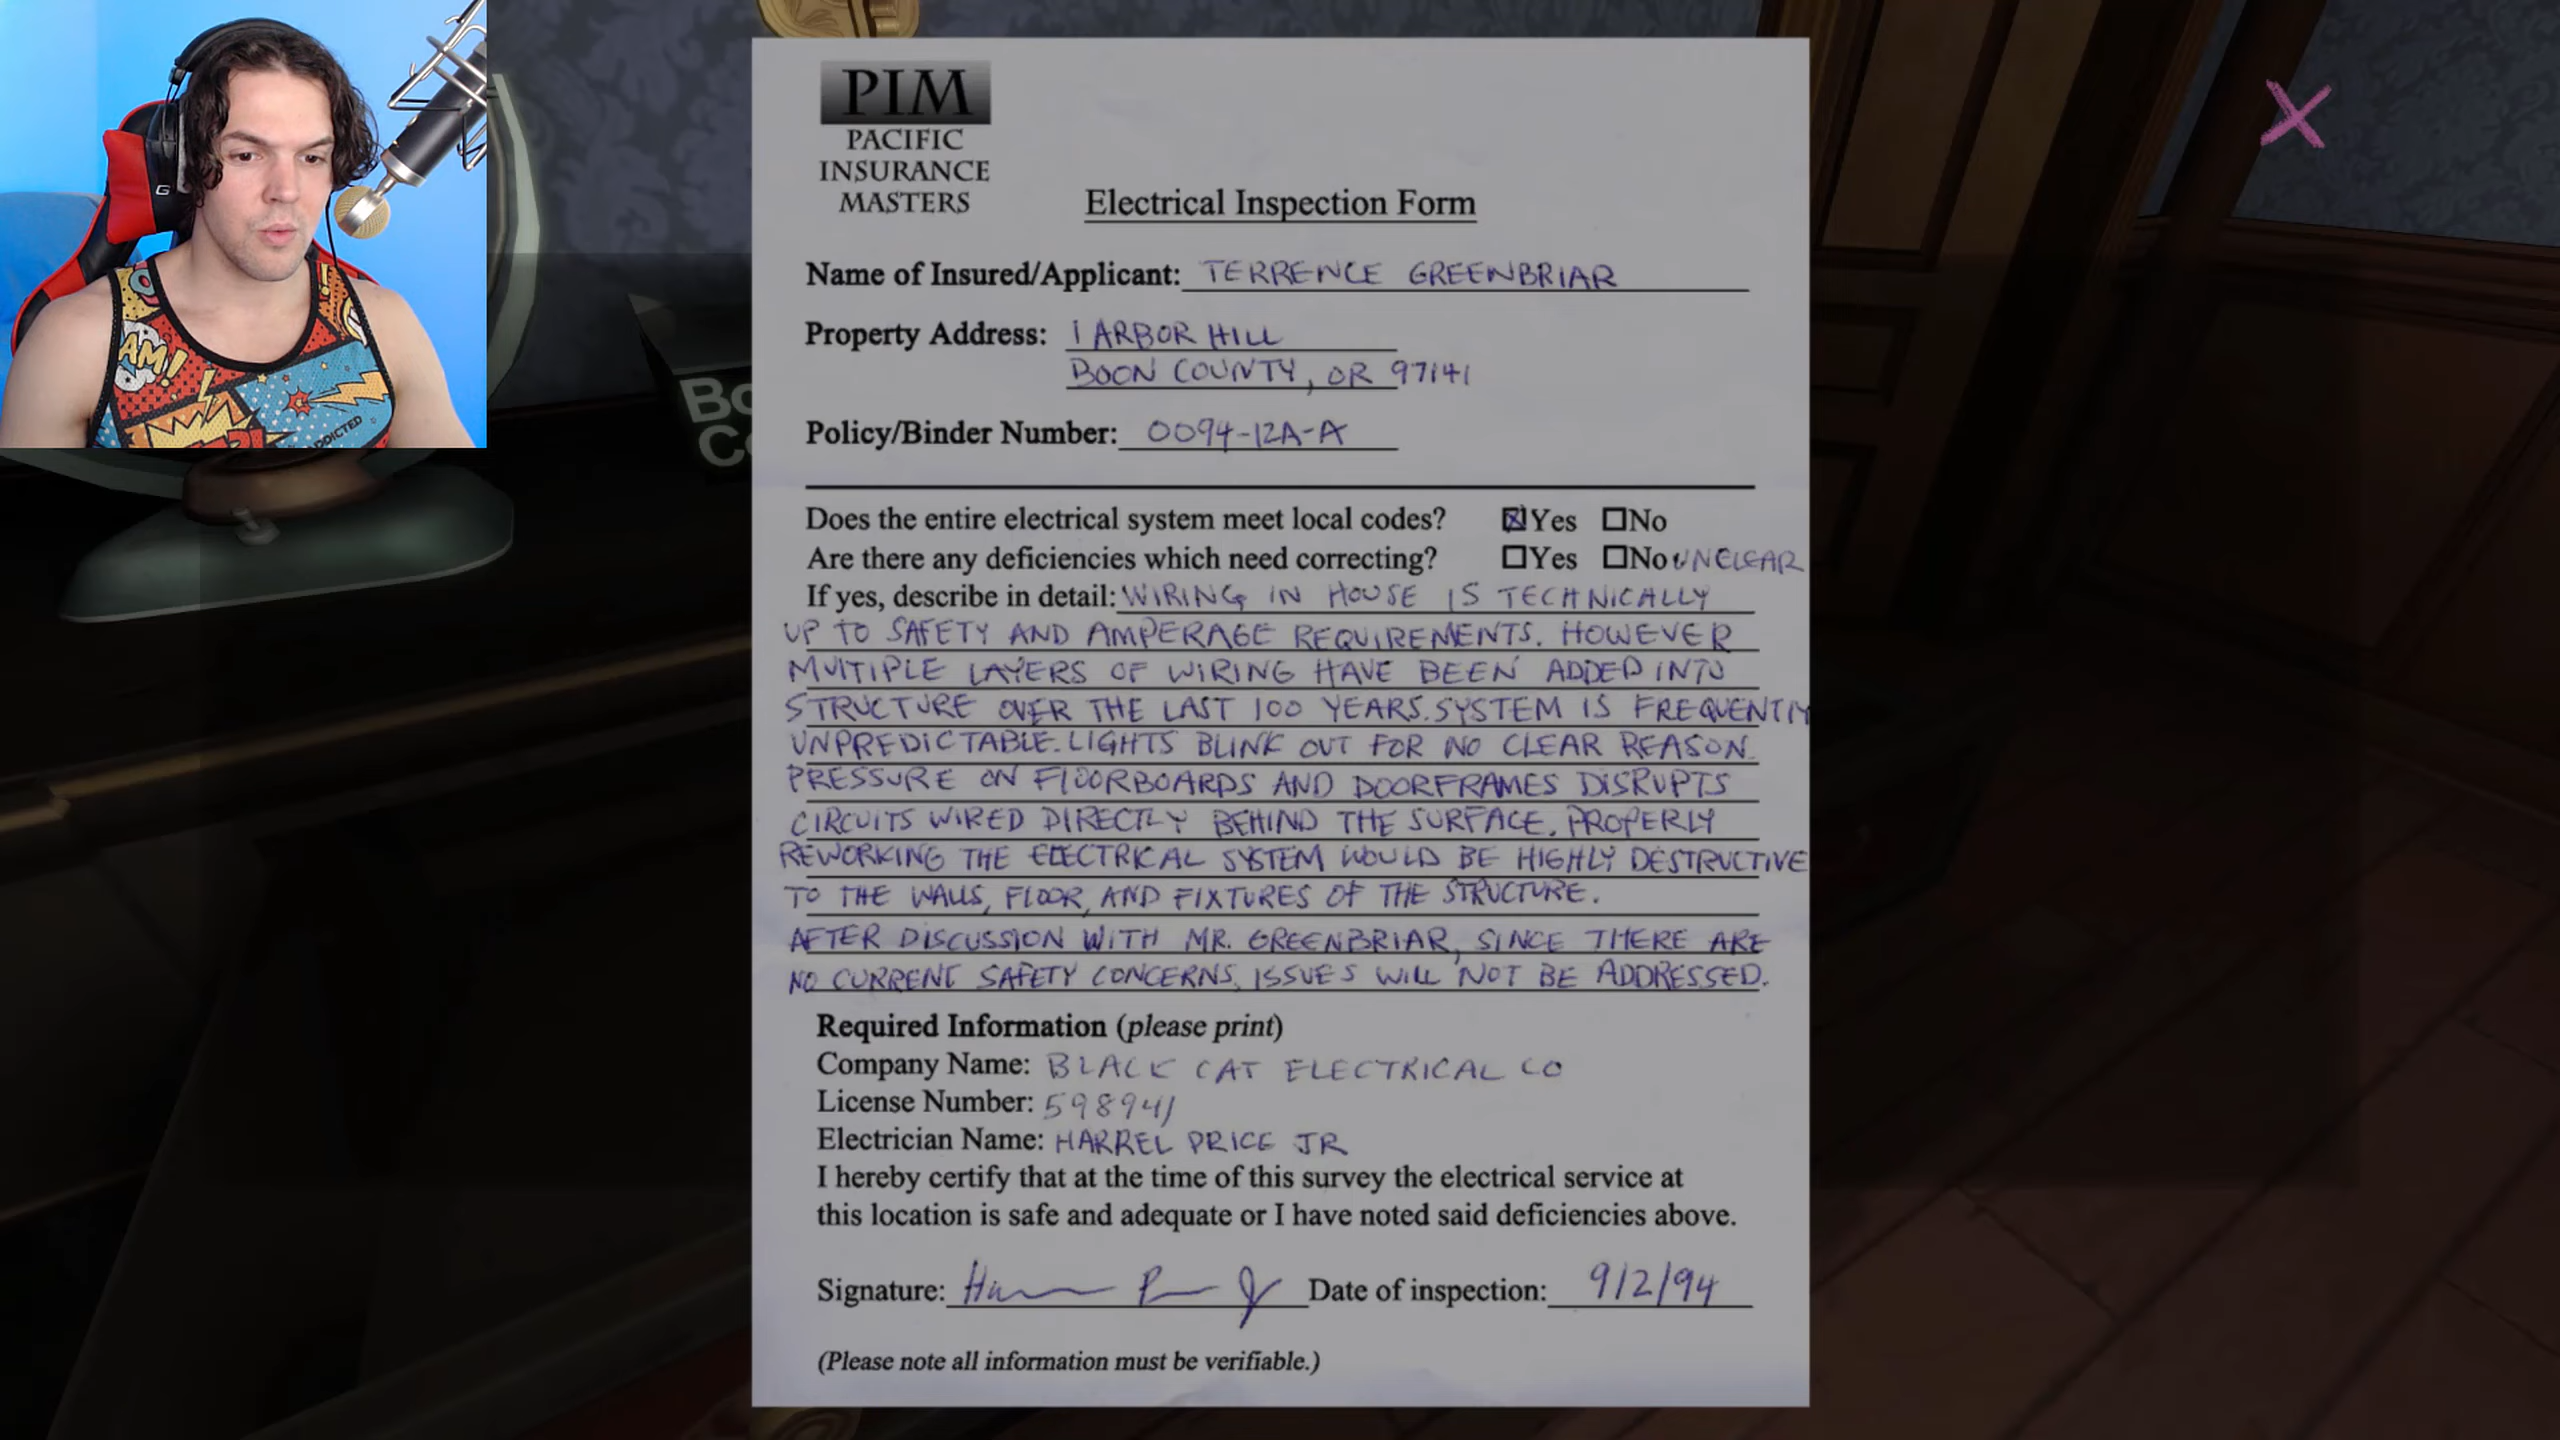 PIM
PACIFIC
INSURANCE
MASTERS
Electrical Inspection Form
Name of Insured/Applicant: TERRENCE GREENBRIAR
Property Address: 1 ARBOR HILL
BOON COUNTY, OR 97141
Policy/Binder Number: 0094-12A-A
Does the entire electrical system meet local codes? ☒Yes ☐No
Are there any deficiencies which need correcting? ☐Yes ☐No UNCLEAR
If yes, describe in detail: WIRING IN HOUSE IS TECHNICALLY
UP TO SAFETY AND AMPERAGE REQUIREMENTS. HOWEVER
MULTIPLE LAYERS OF WIRING HAVE BEEN ADDED INTO
STRUCTURE OVER THE LAST 100 YEARS. SYSTEM IS FREQUENTLY
UNPREDICTABLE. LIGHTS BLINK OUT FOR NO CLEAR REASON.
PRESSURE ON FLOORBOARDS AND DOORFRAMES DISRUPTS
CIRCUITS WIRED DIRECTLY BEHIND THE SURFACE. PROPERLY
REWORKING THE ELECTRICAL SYSTEM WOULD BE HIGHLY DESTRUCTIVE
TO THE WALLS, FLOOR, AND FIXTURES OF THE STRUCTURE.
AFTER DISCUSSION WITH MR. GREENBRIAR, SINCE THERE ARE
NO CURRENT SAFETY CONCERNS, ISSUES WILL NOT BE ADDRESSED.
Required Information (please print)
Company Name: BLACK CAT ELECTRICAL CO
License Number: 598941
Electrician Name: HARREL PRICE JR
I hereby certify that at the time of this survey the electrical service at
this location is safe and adequate or I have noted said deficiencies above.
Signature: Date of inspection: 9/2/94
(Please note all information must be verifiable.)
AM!
G
Bo
Co